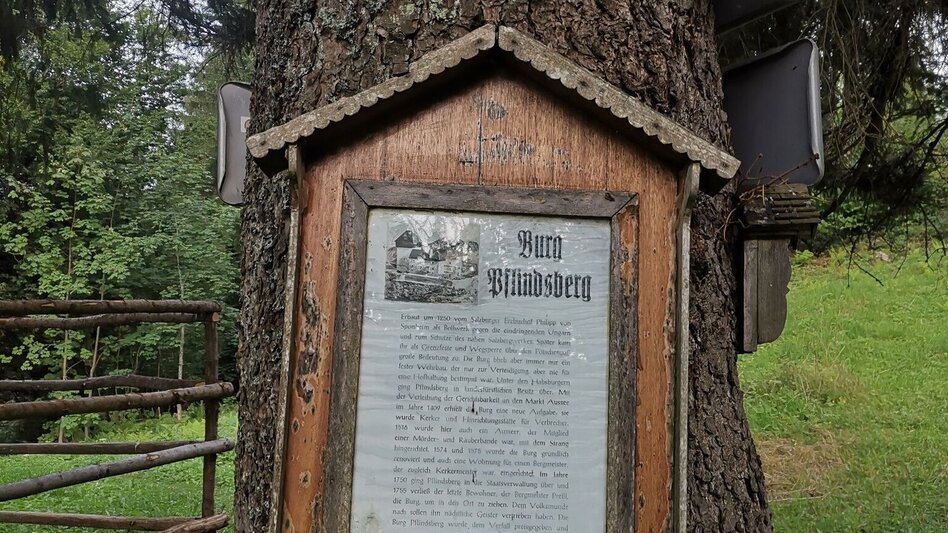 Burg
Pflindsberg
Erbaut um 1250 vom Salzburger Erzbischof Philipp von
Sponheim als Bollwerk gegen die eindringenden Ungarn
und zum Schutze des nahen Salzbergwerkes. Später kam
ihr als Grenzfeste und Wegsperre über den Pötschenpaß
große Bedeutung zu. Die Burg blieb aber immer nur ein
fester Wehrbau, der nur zur Verteidigung, aber nie für
eine Hofhaltung bestimmt war. Unter den Habsburgern
ging Pflindsberg in landesfürstlichen Besitz über. Mit
der Verleihung der Gerichtsbarkeit an den Markt Aussee
im Jahre 1409 erhielt die Burg eine neue Aufgabe, sie
wurde Kerker und Hinrichtungsstätte für Verbrecher.
1516 wurde hier auch ein Ausseer, der Mitglied
einer Mörder- und Räuberbande war, mit dem Strang
hingerichtet. 1574 und 1578 wurde die Burg gründlich
renoviert und auch eine Wohnung für einen Bergmeister,
der zugleich Kerkermeister war, eingerichtet. Im Jahre
1750 ging Pflindsberg in die Staatsverwaltung über und
1755 verließ der letzte Bewohner, der Bergmeister Preßl,
die Burg, um in den Ort zu ziehen. Dem Volksmunde
nach sollen ihn nächtliche Geister vertrieben haben. Die
Burg Pflindsberg wurde dem Verfall preisgegeben und